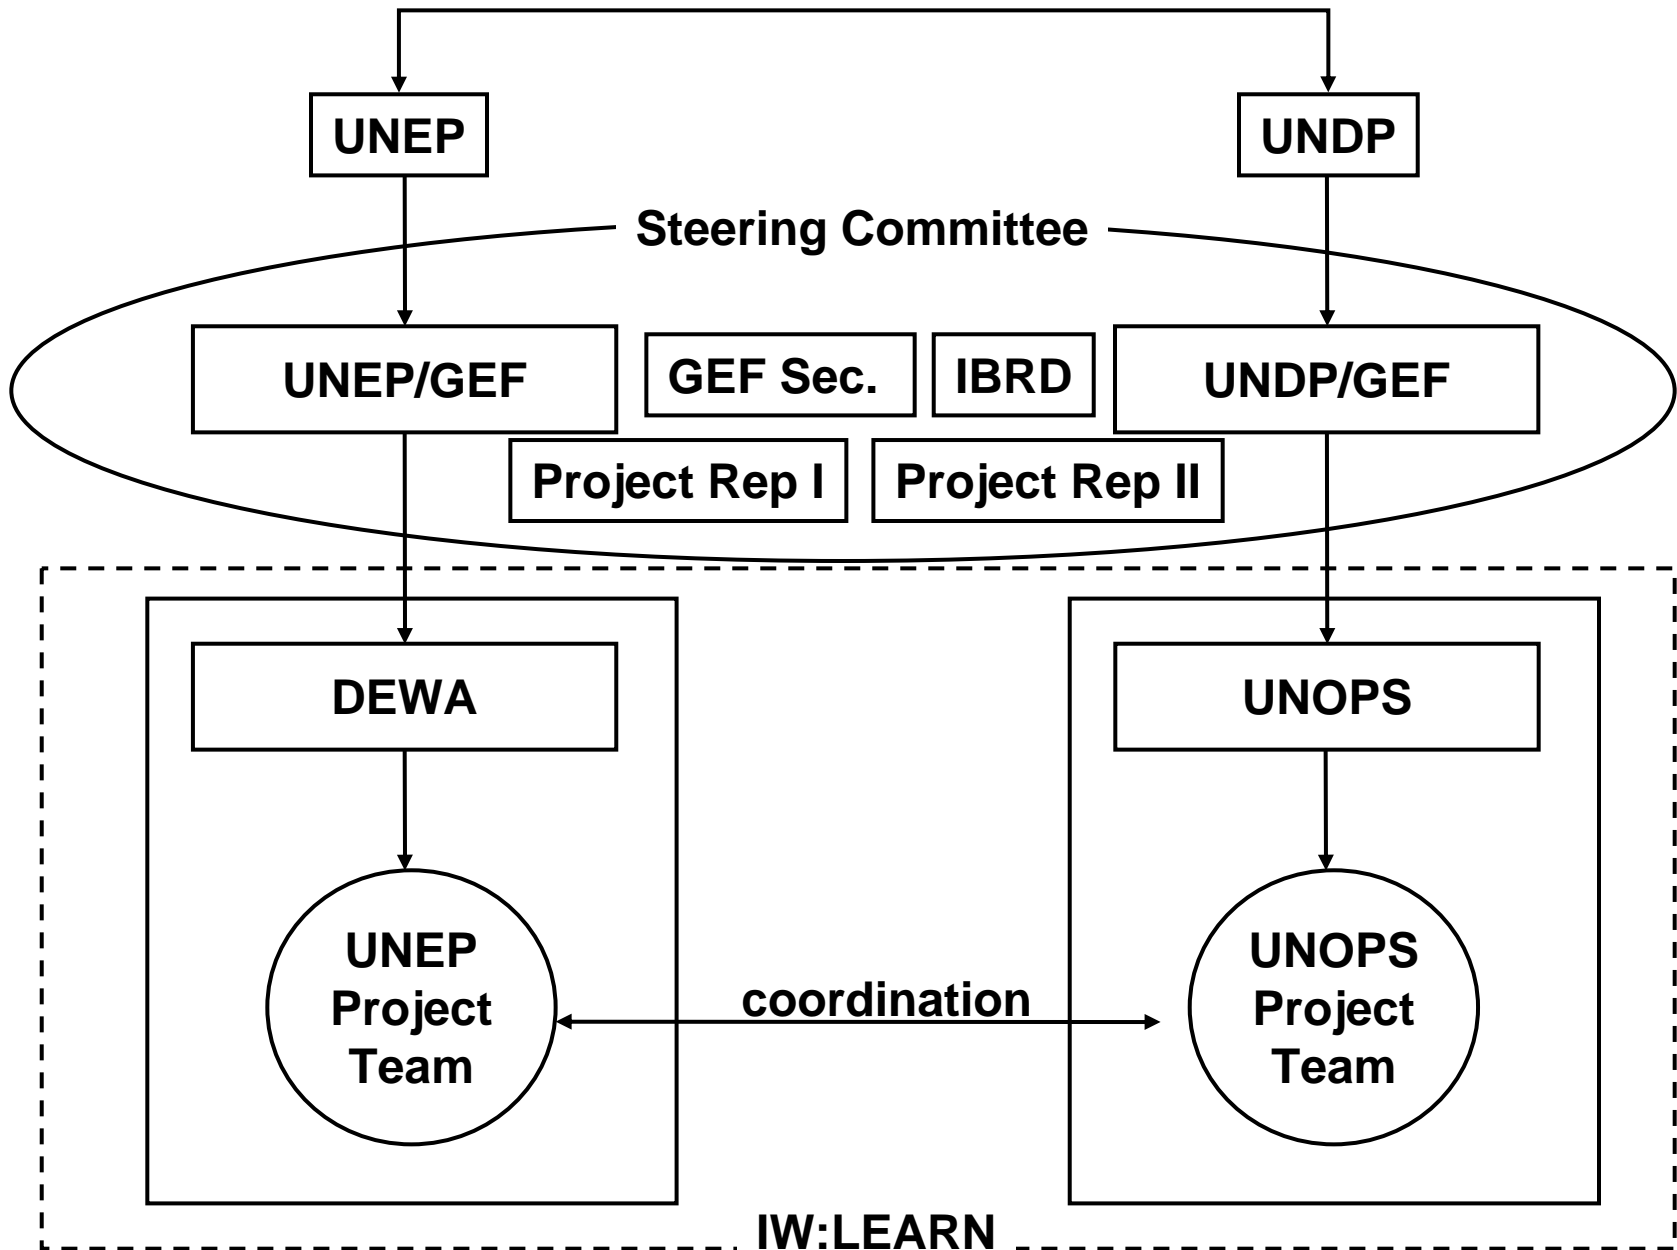 UNEP
UNDP
Steering Committee
UNEP/GEF
GEF Sec.
IBRD
UNDP/GEF
Project Rep I
Project Rep II
DEWA
UNOPS
UNEP
Project
Team
coordination
UNOPS
Project
Team
IW:LEARN